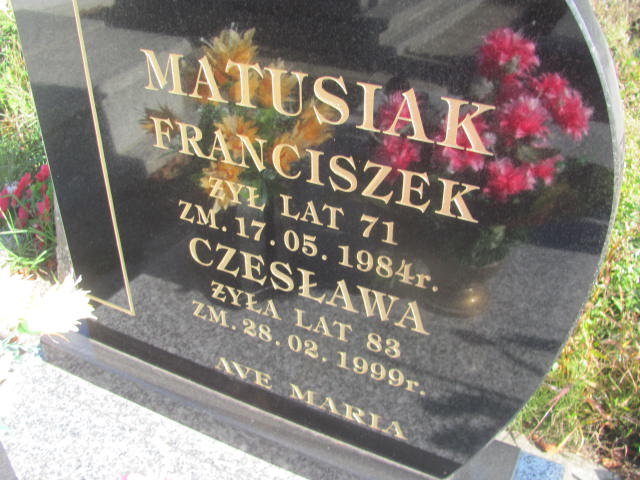 MATUSIAK
FRANCISZEK
ŻYŁ LAT 71
ZM. 17. 05. 1984r.
CZESŁAWA
ŻYŁA LAT 83
ZM. 28. 02. 1999r.
AVE MARIA